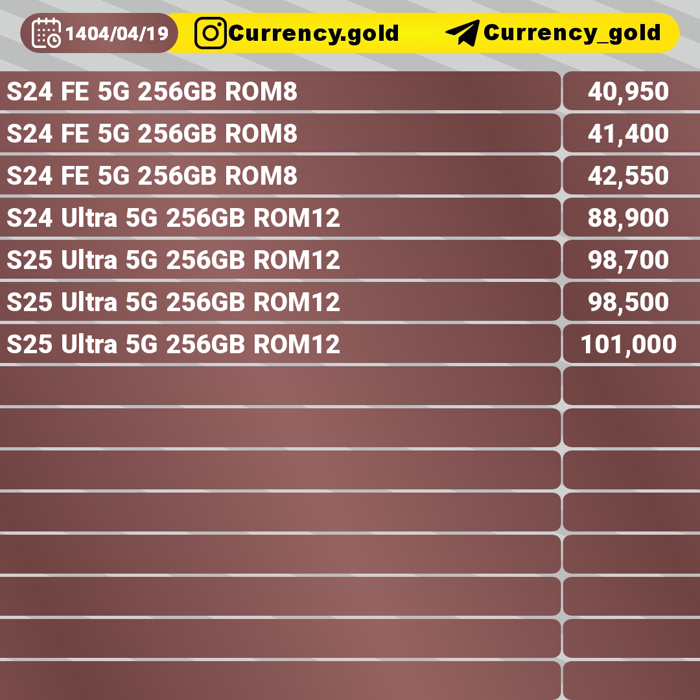 1404/04/19 Currency.gold Currency_gold
S24 FE 5G 256GB ROM8 40,950
S24 FE 5G 256GB ROM8 41,400
S24 FE 5G 256GB ROM8 42,550
S24 Ultra 5G 256GB ROM12 88,900
S25 Ultra 5G 256GB ROM12 98,700
S25 Ultra 5G 256GB ROM12 98,500
S25 Ultra 5G 256GB ROM12 101,000